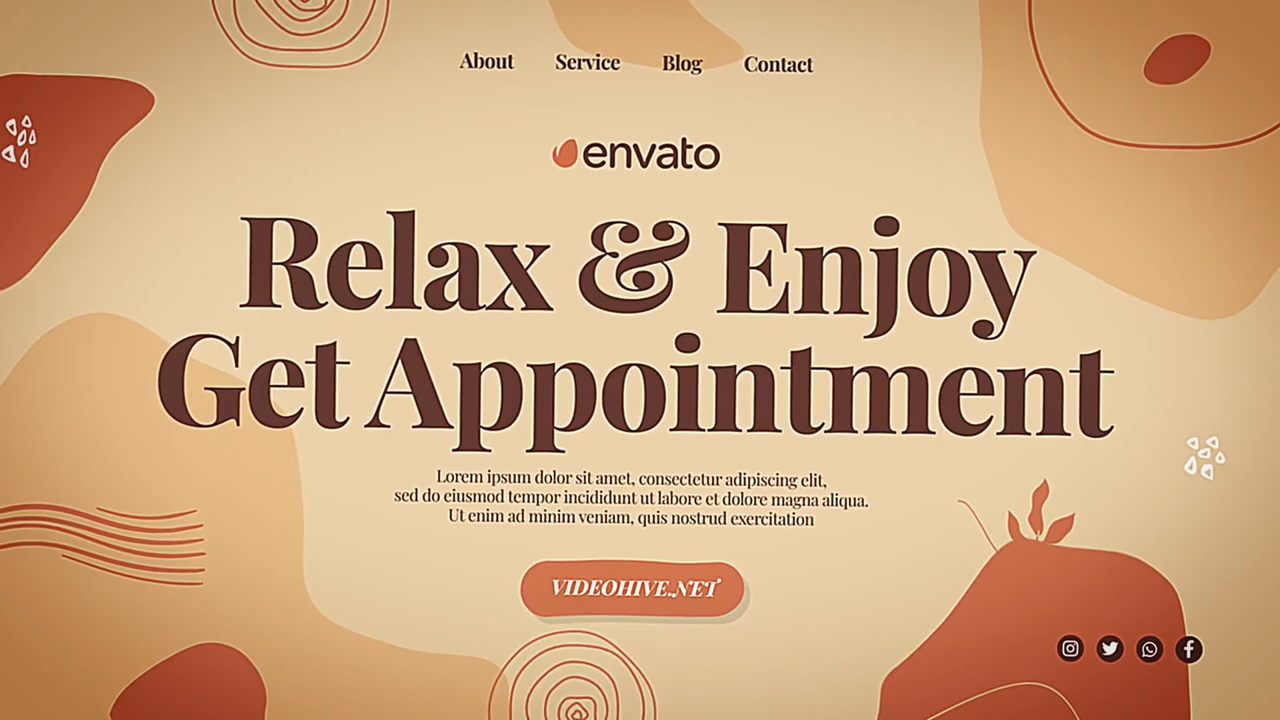 About Service Blog Contact
envato
Relax & Enjoy
Get Appointment
Lorem ipsum dolor sit amet, consectetur adipiscing elit,
sed do eiusmod tempor incididunt ut labore et dolore magna aliqua.
Ut enim ad minim veniam, quis nostrud exercitation
VIDEOHIVE.NET